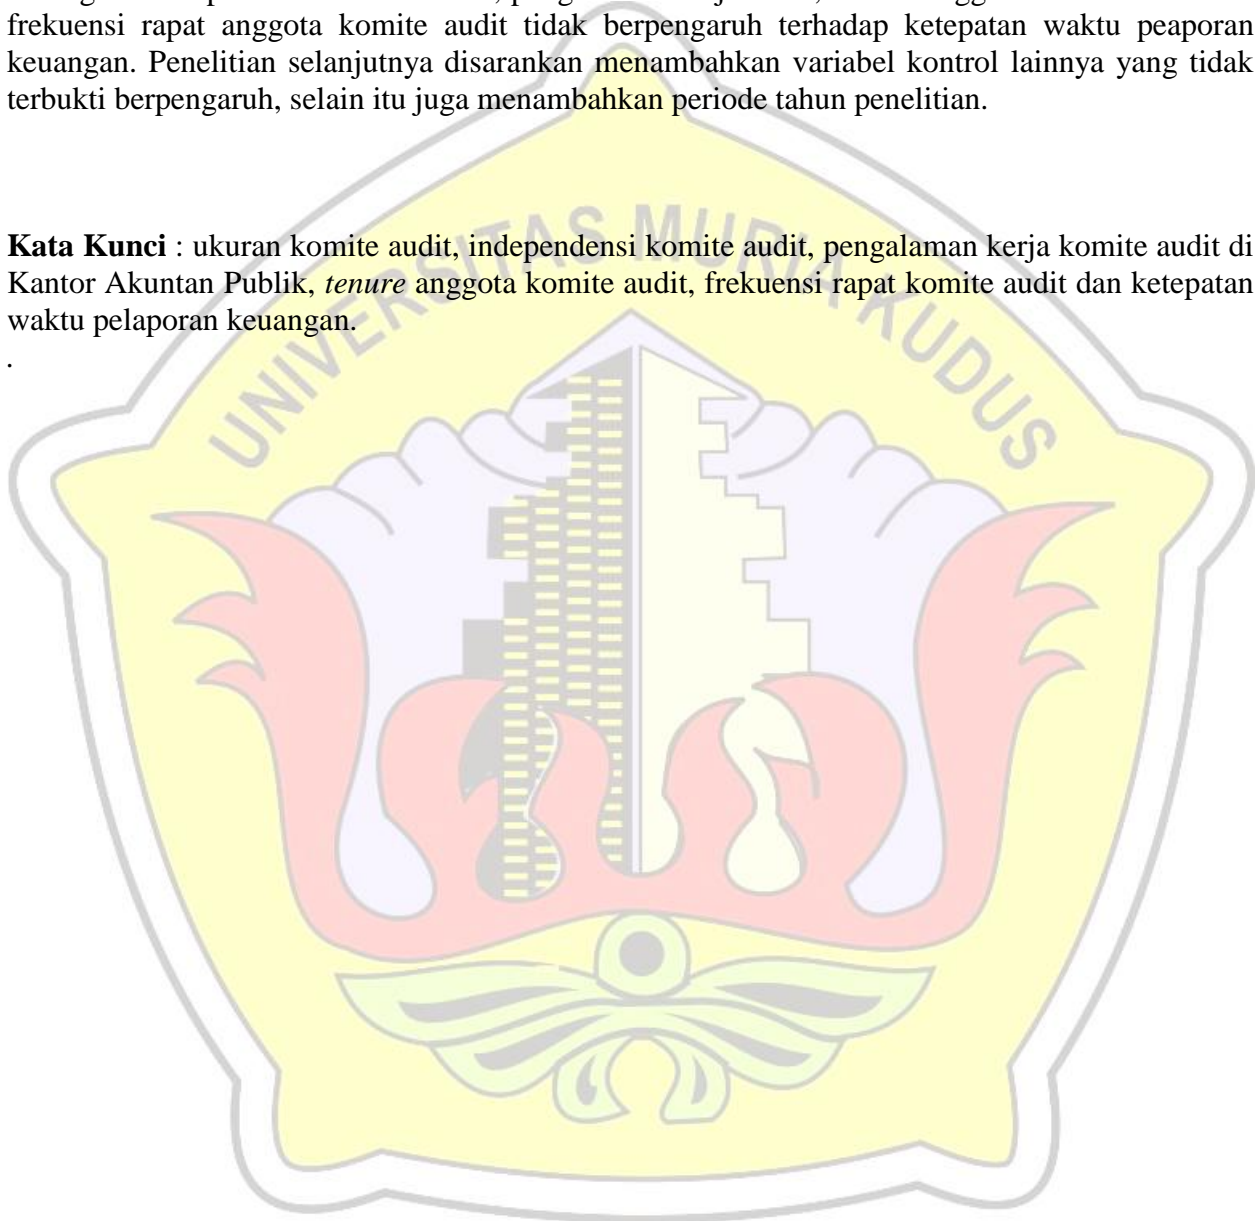 frekuensi rapat anggota komite audit tidak berpengaruh terhadap ketepatan waktu peaporan
keuangan. Penelitian selanjutnya disarankan menambahkan variabel kontrol lainnya yang tidak
terbukti berpengaruh, selain itu juga menambahkan periode tahun penelitian.
Kata Kunci : ukuran komite audit, independensi komite audit, pengalaman kerja komite audit di
Kantor Akuntan Publik, tenure anggota komite audit, frekuensi rapat komite audit dan ketepatan
waktu pelaporan keuangan.
.
UNIVERSITAS MURIA KUDUS